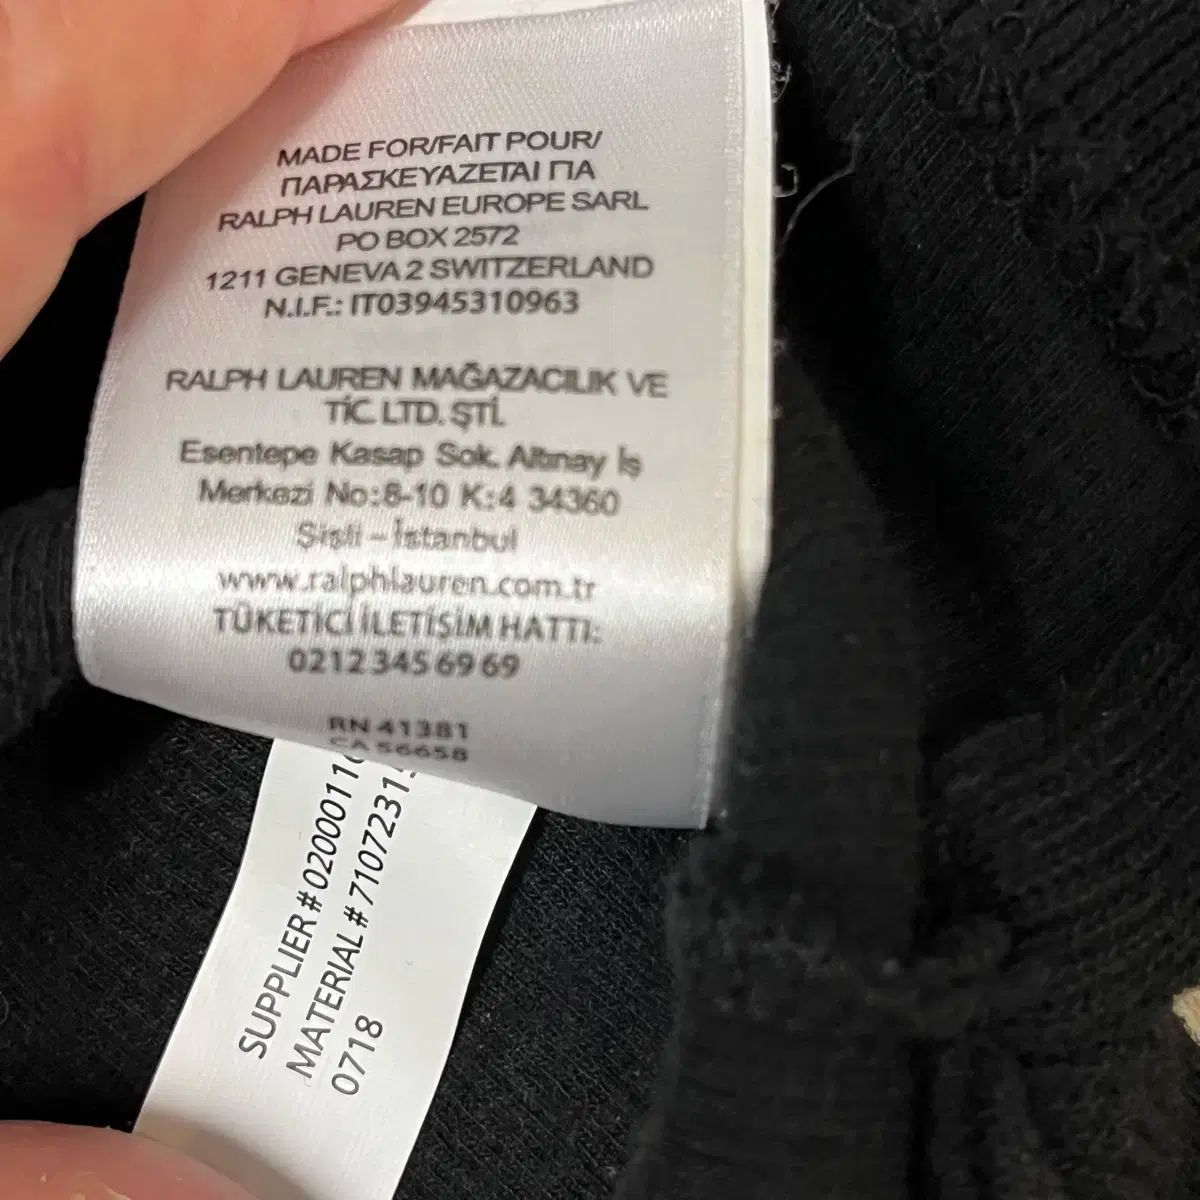 MADE FOR/FAIT POUR/
ΠΑΡΑΣΚΕΥΑΖΕΤΑΙ ΓΙΑ
RALPH LAUREN EUROPE SARL
PO BOX 2572
1211 GENEVA 2 SWITZERLAND
N.I.F.: IT03945310963
RALPH LAUREN MAĞAZACILIK VE
TİC. LTD. ŞTİ.
Esentepe Kasap Sok. Altınay İş
Merkezi No:8-10 K:4 34360
Şişli – İstanbul
www.ralphlauren.com.tr
TÜKETİCİ İLETİŞİM HATTI:
0212 345 69 69
RN 41381
CA 56658
SUPPLIER #
MATERIAL #
0718